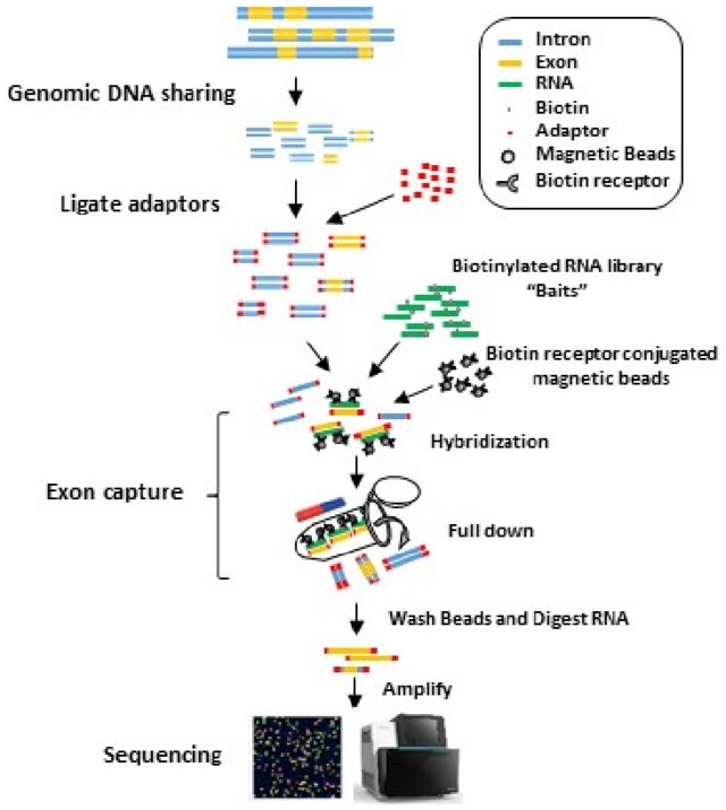 Intron
Exon
RNA
Biotin
Adaptor
Magnetic Beads
Biotin receptor
Genomic DNA sharing
Ligate adaptors
Biotinylated RNA library
“Baits”
Biotin receptor conjugated
magnetic beads
Hybridization
Exon capture
Full down
Wash Beads and Digest RNA
Amplify
Sequencing